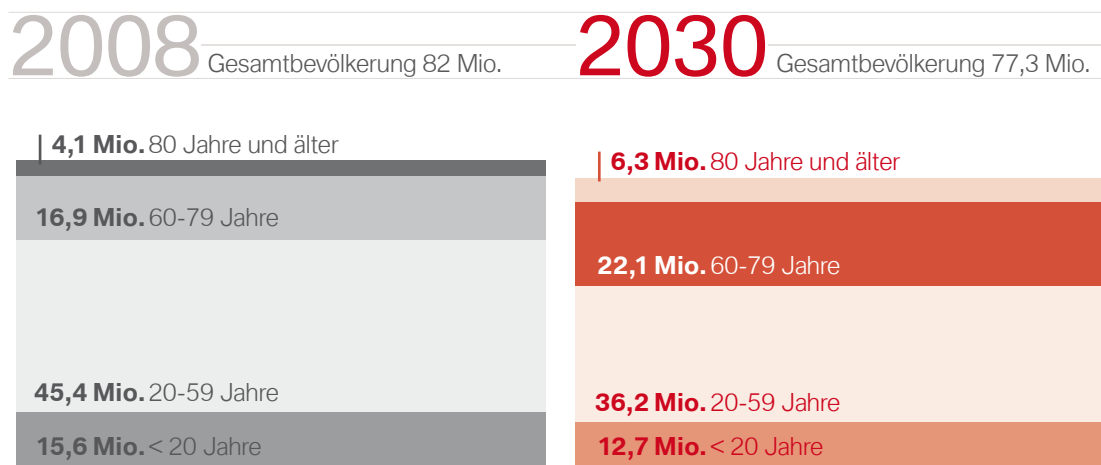 2008 Gesamtbevölkerung 82 Mio.
4,1 Mio. 80 Jahre und älter
16,9 Mio. 60-79 Jahre
45,4 Mio. 20-59 Jahre
15,6 Mio. < 20 Jahre
2030 Gesamtbevölkerung 77,3 Mio.
6,3 Mio. 80 Jahre und älter
22,1 Mio. 60-79 Jahre
36,2 Mio. 20-59 Jahre
12,7 Mio. < 20 Jahre